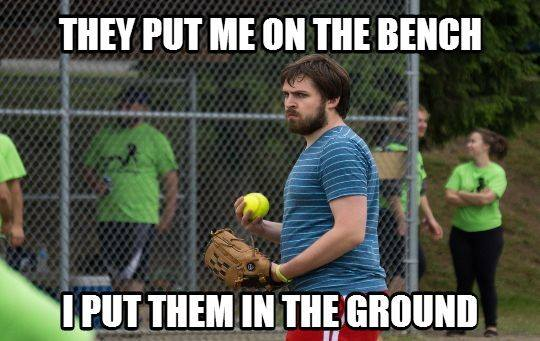 THEY PUT ME ON THE BENCH
I PUT THEM IN THE GROUND